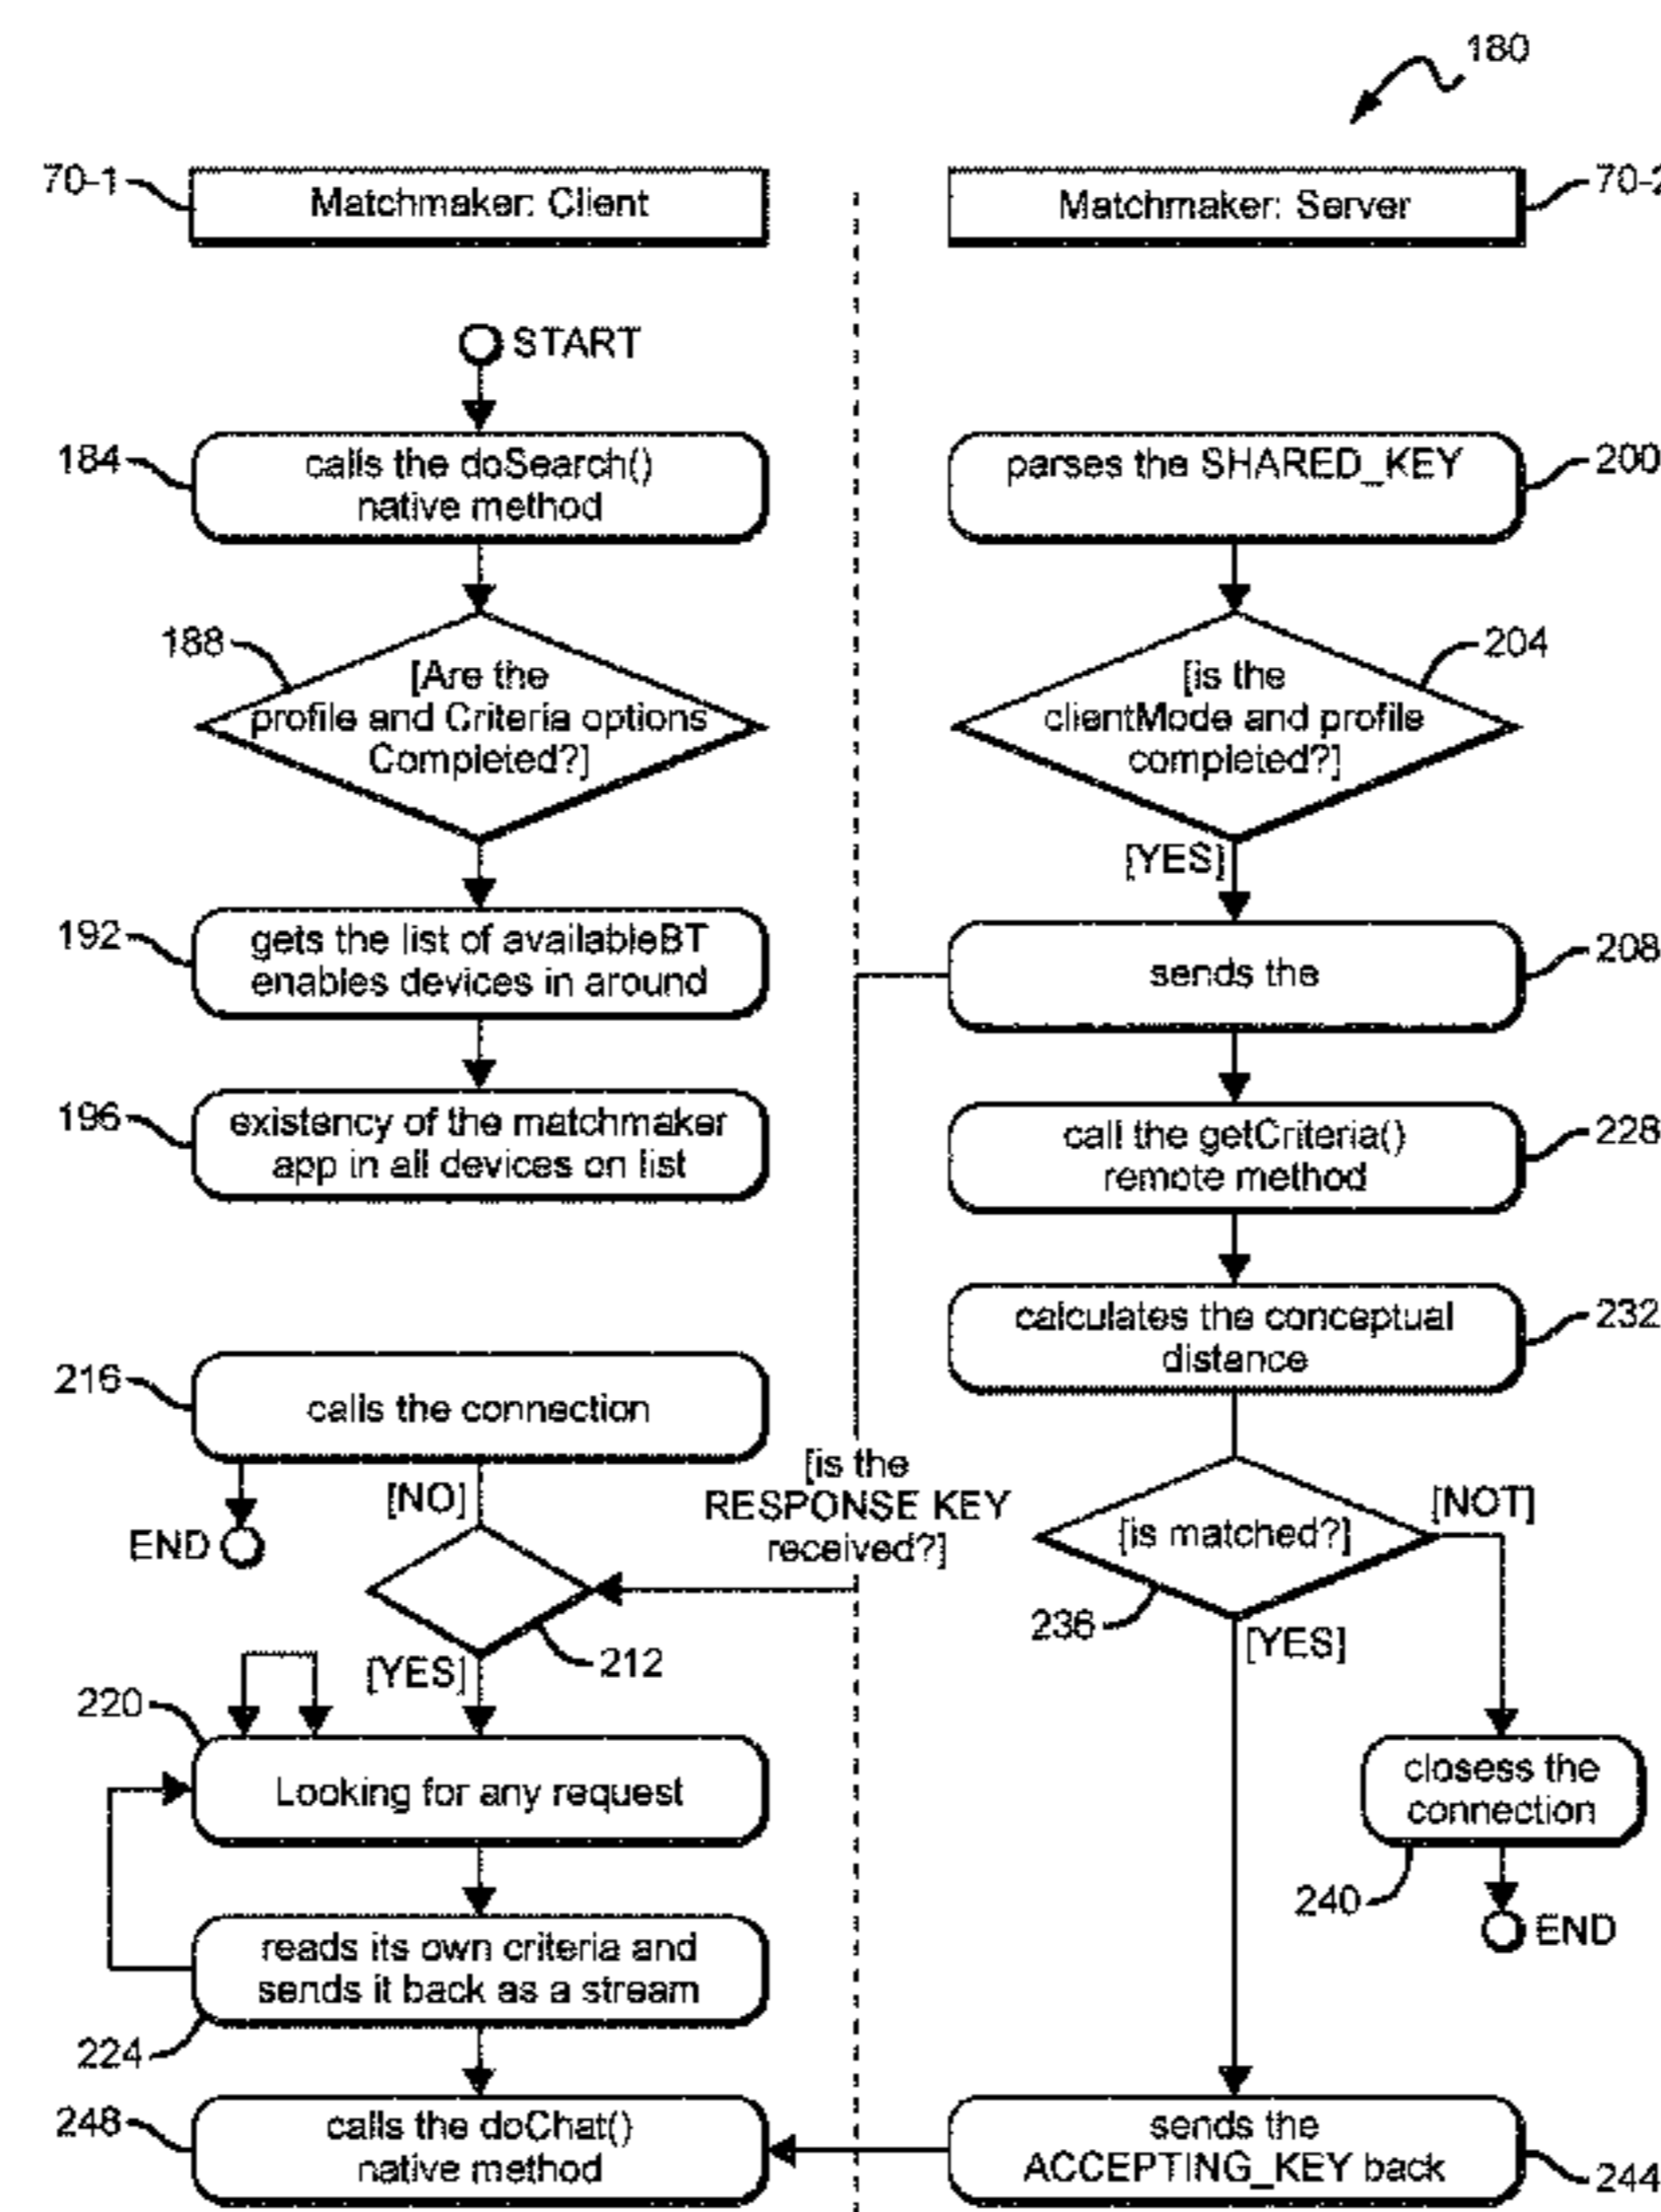 180
70-1
Matchmaker: Client
Matchmaker: Server
70-2
START
184
calls the doSearch()
native method
parses the SHARED_KEY
200
188
[Are the
profile and Criteria options
Completed?]
[is the
clientMode and profile
completed?]
204
[YES]
192
gets the list of availableBT
enables devices in around
sends the
208
196
existency of the matchmaker
app in all devices on list
call the getCriteria()
remote method
228
calculates the conceptual
distance
232
216
calls the connection
[NO]
END
[is the
RESPONSE KEY
received?]
212
[YES]
[is matched?]
[NOT]
236
[YES]
220
Looking for any request
closess the
connection
240
END
reads its own criteria and
sends it back as a stream
224
248
calls the doChat()
native method
sends the
ACCEPTING_KEY back
244